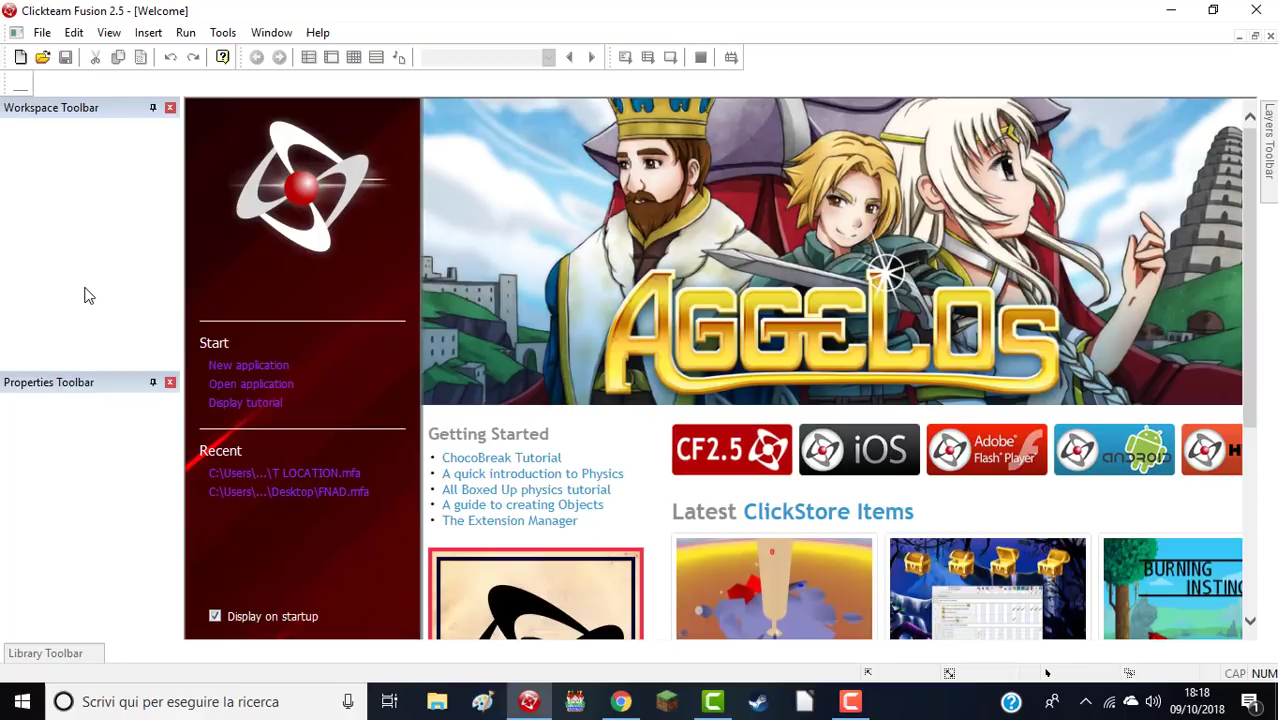 Clickteam Fusion 2.5 - [Welcome]
File Edit View Insert Run Tools Window Help
Workspace Toolbar
Layers Toolbar
Properties Toolbar
Library Toolbar
Start
New application
Open application
Display tutorial
Recent
C:\Users\...\T LOCATION.mfa
C:\Users\...\Desktop\FNAD.mfa
Display on startup
AGGELOS
Getting Started
• ChocoBreak Tutorial
• A quick introduction to Physics
• All Boxed Up physics tutorial
• A guide to creating Objects
• The Extension Manager
CF2.5
iOS
Adobe®
Flash® Player
ANDROID
H
Latest ClickStore Items
0
BURNING
INSTINC
CAP NUM
Scrivi qui per eseguire la ricerca
18:18
09/10/2018
1